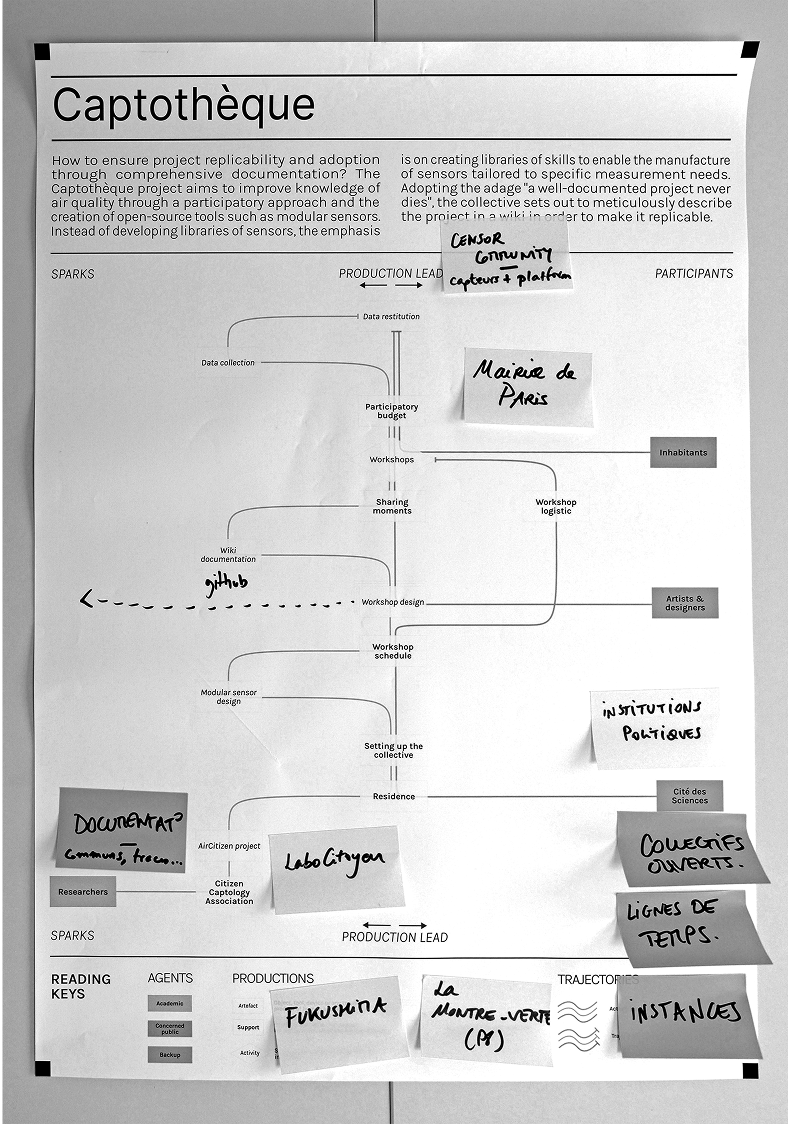 Captothèque
How to ensure project replicability and adoption
through comprehensive documentation? The
Captothèque project aims to improve knowledge of
air quality through a participatory approach and the
creation of open-source tools such as modular sensors.
Instead of developing libraries of sensors, the emphasis
is on creating libraries of skills to enable the manufacture
of sensors tailored to specific measurement needs.
Adopting the adage "a well-documented project never
dies", the collective sets out to meticulously describe
the project in a wiki in order to make it replicable.
CENSOR
COMMUNITY
capteurs + platform
SPARKS
PRODUCTION LEAD
PARTICIPANTS
Data restitution
Data collection
Mairie de
PARIS
Participatory
budget
Inhabitants
Workshops
Sharing
moments
Workshop
logistic
Wiki
documentation
github
Workshop design
Artists &
designers
Workshop
schedule
Modular sensor
design
INSTITUTIONS
POLITIQUES
Setting up the
collective
Residence
Cité des
Sciences
DOCUMENTAT°
Communs, traces...
AirCitizen project
LaboCitoyen
COLLECTIFS
OUVERTS.
Researchers
Citizen
Captology
Association
LIGNES DE
TEMPS.
SPARKS
PRODUCTION LEAD
READING
KEYS
AGENTS
Academic
Concerned
public
Backup
PRODUCTIONS
Artefact
Support
Activity
FUKUSHIMA
La
MONTRE-VERTE
TRAJECTORIES
INSTANCES